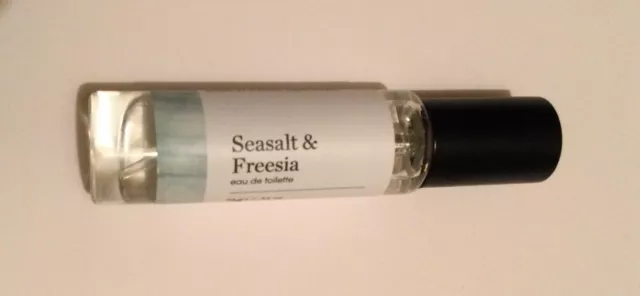 Seasalt &
Freesia
eau de toilette